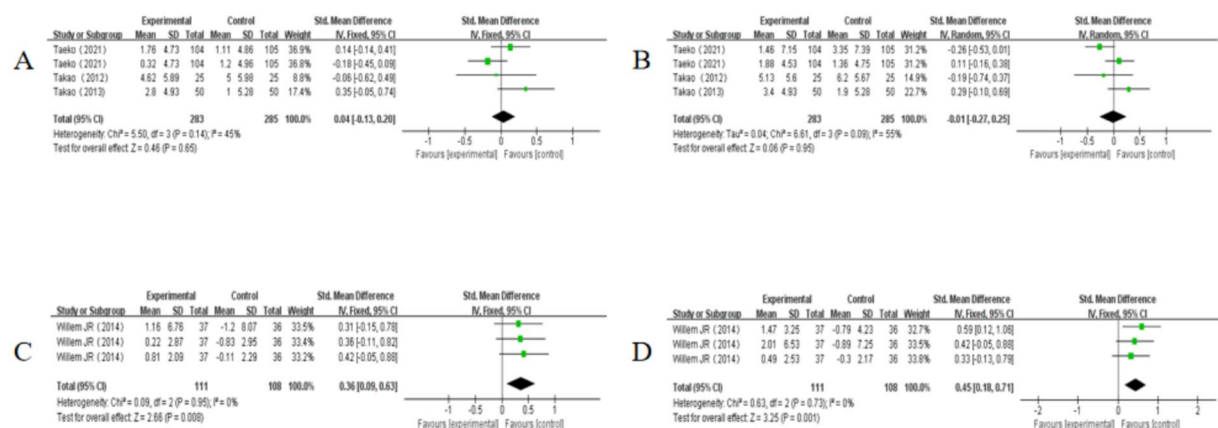 A
Experimental Control Std. Mean Difference Std. Mean Difference
Study or Subgroup Mean SD Total Mean SD Total Weight IV, Fixed, 95% CI IV, Fixed, 95% CI
Taeko (2021) 1.76 4.73 104 1.11 4.86 105 36.9% 0.14 [-0.14, 0.41]
Taeko (2021) 0.32 4.73 104 1.2 4.96 105 36.8% -0.18 [-0.45, 0.09]
Takao (2012) 4.62 5.89 25 5 5.98 25 8.8% -0.06 [-0.62, 0.49]
Takao (2013) 2.8 4.93 50 1 5.28 50 17.4% 0.35 [-0.05, 0.74]
Total (95% CI) 283 285 100.0% 0.04 [-0.13, 0.20]
Heterogeneity: Chi² = 5.50, df = 3 (P = 0.14); I² = 45%
Test for overall effect: Z = 0.46 (P = 0.65)
-1 -0.5 0 0.5 1
Favours [experimental] Favours [control]
B
Experimental Control Std. Mean Difference Std. Mean Difference
Study or Subgroup Mean SD Total Mean SD Total Weight IV, Random, 95% CI IV, Random, 95% CI
Taeko (2021) 1.46 7.15 104 3.35 7.39 105 31.2% -0.26 [-0.53, 0.01]
Taeko (2021) 1.88 4.53 104 1.36 4.75 105 31.2% 0.11 [-0.16, 0.38]
Takao (2012) 5.13 5.6 25 6.2 5.67 25 14.9% -0.19 [-0.74, 0.37]
Takao (2013) 3.4 4.93 50 1.9 5.28 50 22.7% 0.29 [-0.10, 0.69]
Total (95% CI) 283 285 100.0% -0.01 [-0.27, 0.25]
Heterogeneity: Tau² = 0.04; Chi² = 6.61, df = 3 (P = 0.09); I² = 55%
Test for overall effect: Z = 0.06 (P = 0.95)
-1 -0.5 0 0.5 1
Favours [experimental] Favours [control]
C
Experimental Control Std. Mean Difference Std. Mean Difference
Study or Subgroup Mean SD Total Mean SD Total Weight IV, Fixed, 95% CI IV, Fixed, 95% CI
Willem JR (2014) 1.16 6.76 37 -1.2 8.07 36 33.5% 0.31 [-0.15, 0.78]
Willem JR (2014) 0.22 2.87 37 -0.83 2.95 36 33.4% 0.36 [-0.11, 0.82]
Willem JR (2014) 0.81 2.09 37 -0.11 2.29 36 33.2% 0.42 [-0.05, 0.88]
Total (95% CI) 111 108 100.0% 0.36 [0.09, 0.63]
Heterogeneity: Chi² = 0.09, df = 2 (P = 0.95); I² = 0%
Test for overall effect: Z = 2.66 (P = 0.008)
-1 -0.5 0 0.5 1
Favours [experimental] Favours [control]
D
Experimental Control Std. Mean Difference Std. Mean Difference
Study or Subgroup Mean SD Total Mean SD Total Weight IV, Fixed, 95% CI IV, Fixed, 95% CI
Willem JR (2014) 1.47 3.25 37 -0.79 4.23 36 32.7% 0.59 [0.12, 1.06]
Willem JR (2014) 2.01 6.53 37 -0.89 7.25 36 33.5% 0.42 [-0.05, 0.88]
Willem JR (2014) 0.49 2.53 37 -0.3 2.17 36 33.8% 0.33 [-0.13, 0.79]
Total (95% CI) 111 108 100.0% 0.45 [0.18, 0.71]
Heterogeneity: Chi² = 0.63, df = 2 (P = 0.73); I² = 0%
Test for overall effect: Z = 3.25 (P = 0.001)
-2 -1 0 1 2
Favours [experimental] Favours [control]